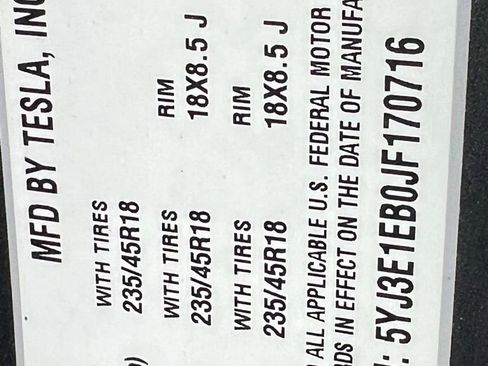 MFD BY TESLA, INC
WITH TIRES
235/45R18
WITH TIRES RIM
235/45R18 18X8.5 J
WITH TIRES RIM
235/45R18 18X8.5 J
ALL APPLICABLE U.S. FEDERAL MOTOR
IN EFFECT ON THE DATE OF MANUFA
: 5YJ3E1EB0JF170716